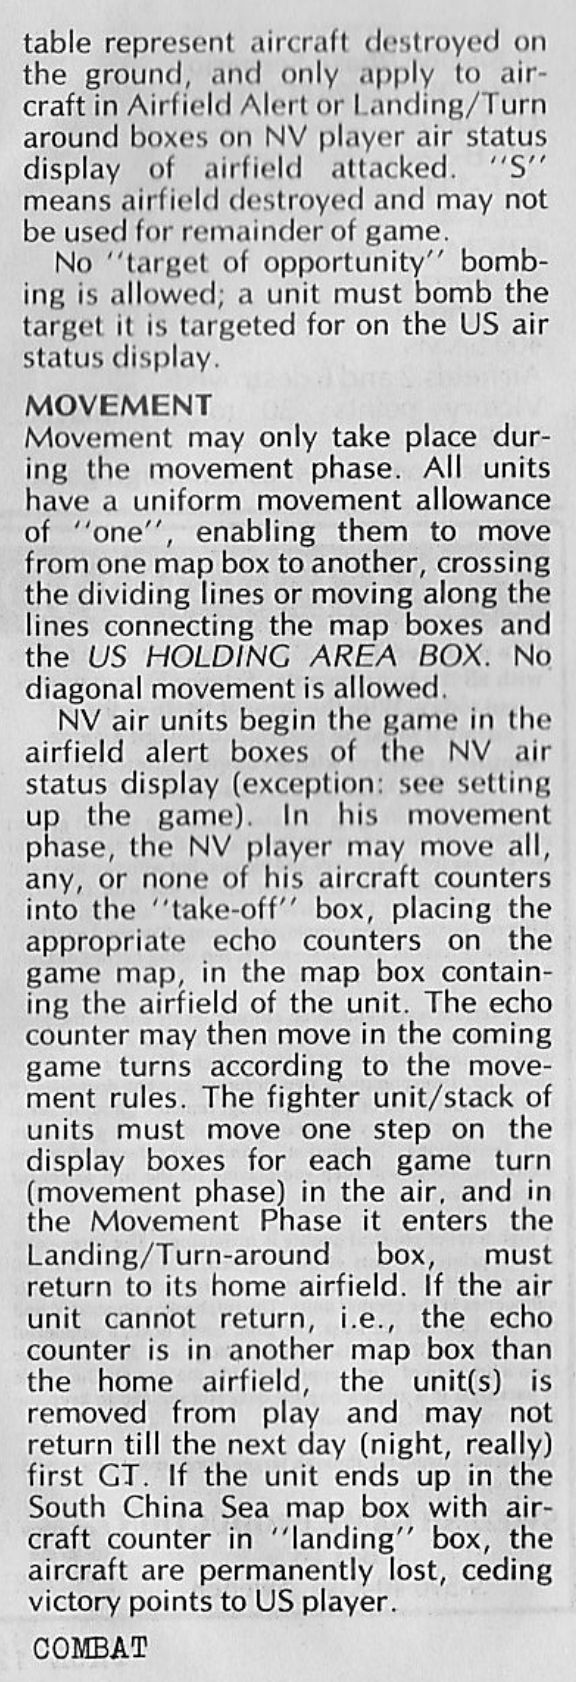 table represent aircraft destroyed on
the ground, and only apply to air-
craft in Airfield Alert or Landing/Turn
around boxes on NV player air status
display of airfield attacked. ''S''
means airfield destroyed and may not
be used for remainder of game.
No ''target of opportunity'' bomb-
ing is allowed; a unit must bomb the
target it is targeted for on the US air
status display.
MOVEMENT
Movement may only take place dur-
ing the movement phase. All units
have a uniform movement allowance
of ''one'', enabling them to move
from one map box to another, crossing
the dividing lines or moving along the
lines connecting the map boxes and
the US HOLDING AREA BOX. No
diagonal movement is allowed.
NV air units begin the game in the
airfield alert boxes of the NV air
status display (exception: see setting
up the game). In his movement
phase, the NV player may move all,
any, or none of his aircraft counters
into the ''take-off'' box, placing the
appropriate echo counters on the
game map, in the map box contain-
ing the airfield of the unit. The echo
counter may then move in the coming
game turns according to the move-
ment rules. The fighter unit/stack of
units must move one step on the
display boxes for each game turn
(movement phase) in the air, and in
the Movement Phase it enters the
Landing/Turn-around box, must
return to its home airfield. If the air
unit cannot return, i.e., the echo
counter is in another map box than
the home airfield, the unit(s) is
removed from play and may not
return till the next day (night, really)
first GT. If the unit ends up in the
South China Sea map box with air-
craft counter in ''landing'' box, the
aircraft are permanently lost, ceding
victory points to US player.
COMBAT